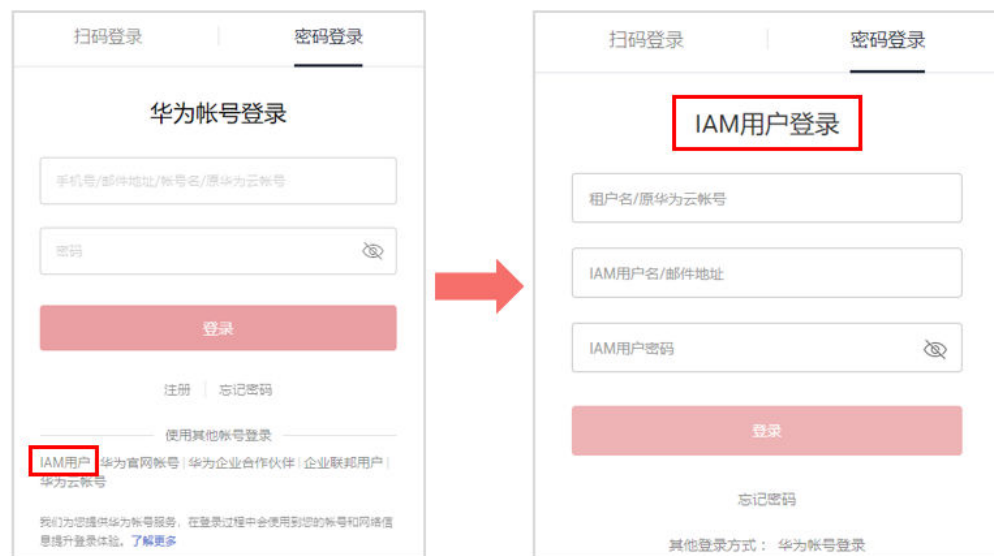 扫码登录
密码登录
华为帐号登录
手机号/邮件地址/帐号名/原华为云帐号
密码
登录
注册 | 忘记密码
使用其他帐号登录
IAM用户 | 华为官网帐号 | 华为企业合作伙伴 | 企业联邦用户 |
华为云帐号
我们为您提供华为帐号服务，在登录过程中会使用到您的帐号和网络信
息提升登录体验。了解更多
扫码登录
密码登录
IAM用户登录
租户名/原华为云帐号
IAM用户名/邮件地址
IAM用户密码
登录
忘记密码
其他登录方式： 华为帐号登录